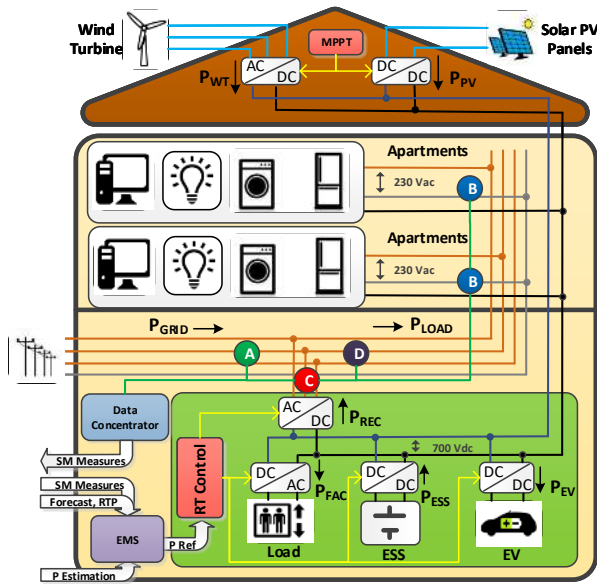 Wind
Turbine
MPPT
Solar PV
Panels
AC
DC
DC
DC
PWT
PPV
Apartments
230 Vac
B
Apartments
230 Vac
B
PGRID
PLOAD
A
D
C
Data
Concentrator
AC
DC
PREC
700 Vdc
SM Measures
SM Measures
Forecast, RTP
EMS
P Estimation
P Ref
RT Control
DC
AC
PFAC
DC
DC
PESS
DC
DC
PEV
Load
ESS
EV